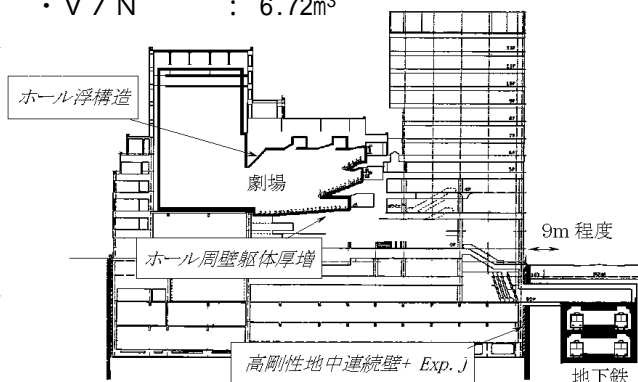 ・V / N : 6.72m³
ホール浮構造
劇場
9m 程度
ホール周壁躯体厚増
高剛性地中連続壁+ Exp.J
地下鉄